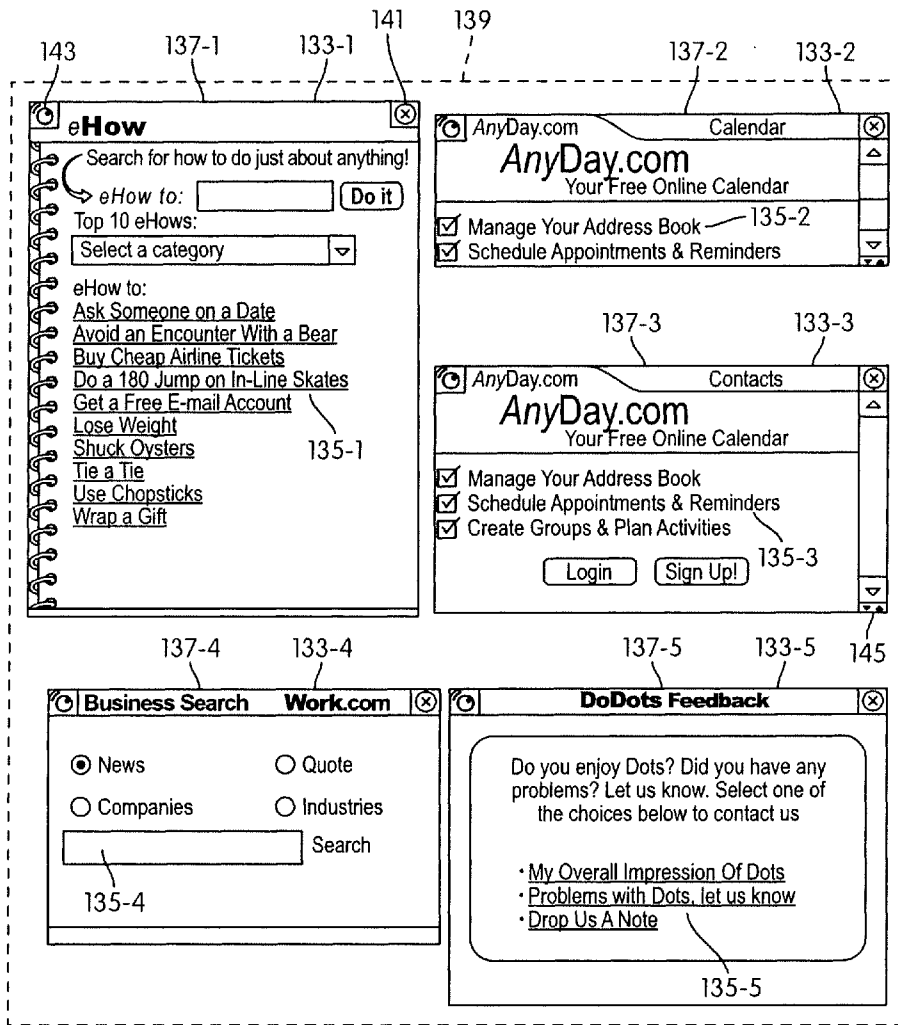 143
137-1
133-1
141
139
137-2
133-2
eHow
Search for how to do just about anything!
eHow to:
Do it
Top 10 eHows:
Select a category
eHow to:
Ask Someone on a Date
Avoid an Encounter With a Bear
Buy Cheap Airline Tickets
Do a 180 Jump on In-Line Skates
Get a Free E-mail Account
Lose Weight
Shuck Oysters
Tie a Tie
Use Chopsticks
Wrap a Gift
135-1
AnyDay.com Calendar
AnyDay.com
Your Free Online Calendar
Manage Your Address Book
135-2
Schedule Appointments & Reminders
137-3
133-3
AnyDay.com Contacts
AnyDay.com
Your Free Online Calendar
Manage Your Address Book
Schedule Appointments & Reminders
Create Groups & Plan Activities
135-3
Login Sign Up!
145
137-4
133-4
Business Search Work.com
News Quote
Companies Industries
Search
135-4
137-5
133-5
DoDots Feedback
Do you enjoy Dots? Did you have any
problems? Let us know. Select one of
the choices below to contact us
· My Overall Impression Of Dots
· Problems with Dots, let us know
· Drop Us A Note
135-5